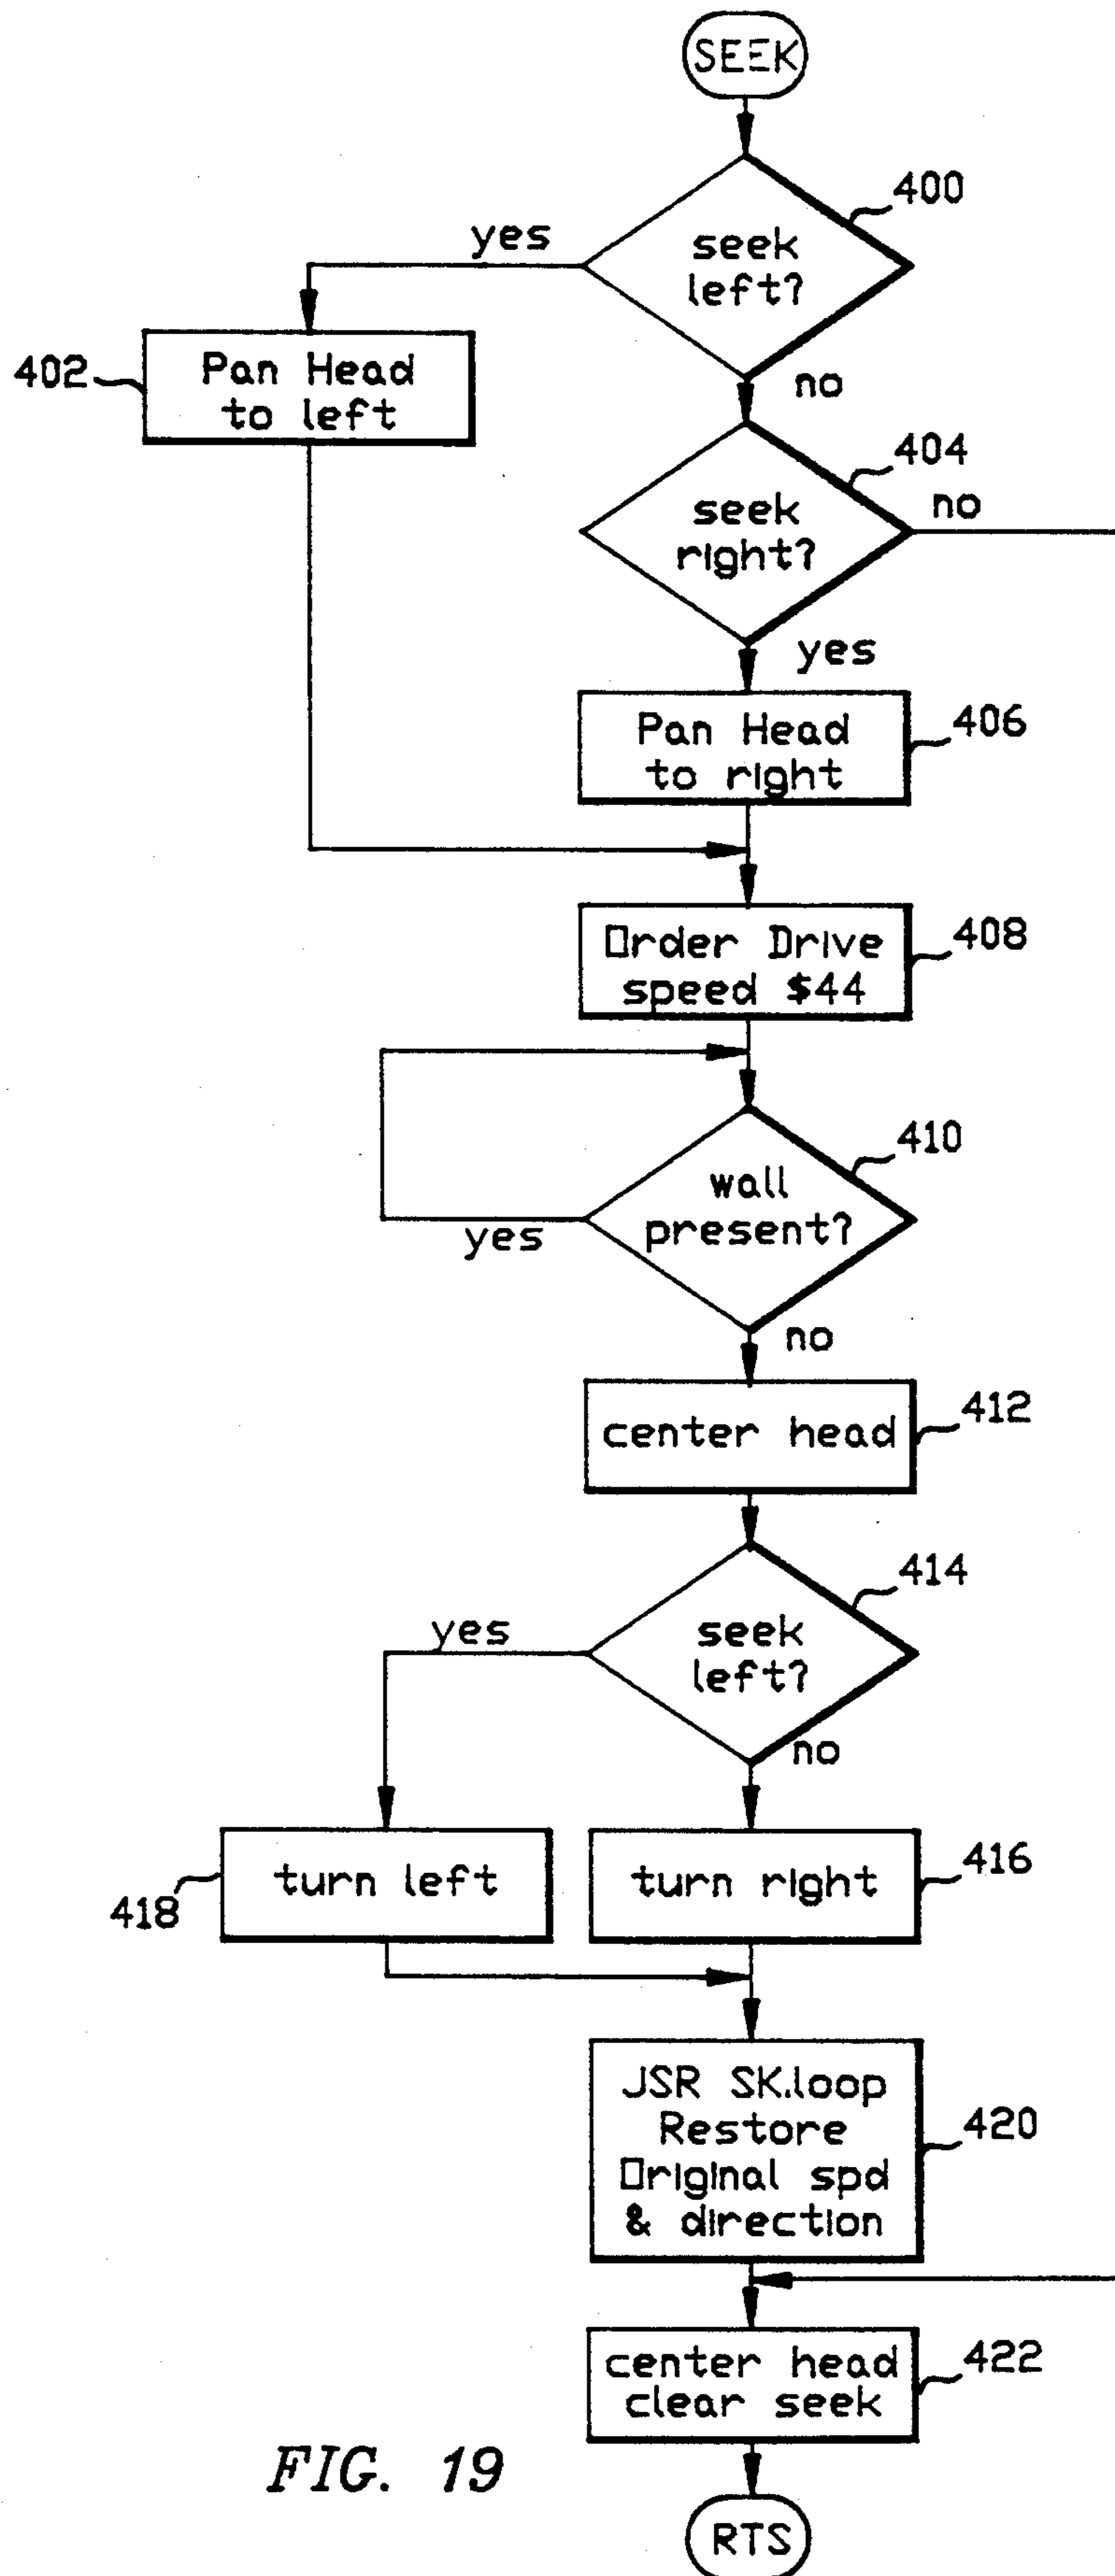 SEEK
400
seek
left?
yes
no
402
Pan Head
to left
404
seek
right?
no
yes
406
Pan Head
to right
408
Order Drive
speed $44
410
wall
present?
yes
no
412
center head
414
seek
left?
yes
no
418
turn left
turn right
416
JSR SK.loop
Restore
Original spd
& direction
420
center head
clear seek
422
FIG. 19
RTS